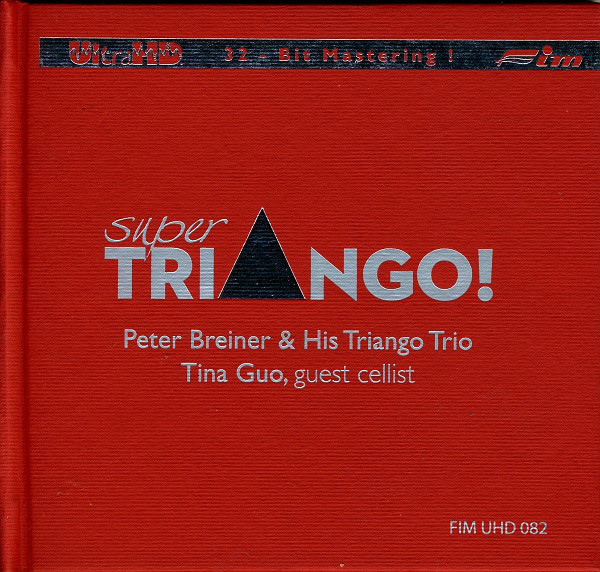 UltraHD 32-Bit Mastering! Fim
super
TRIANGO!
Peter Breiner & His Triango Trio
Tina Guo, guest cellist
FIM UHD 082